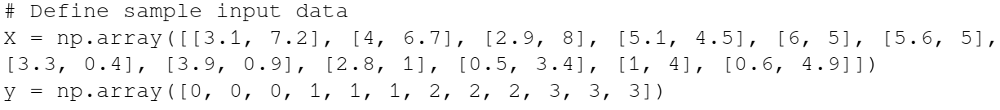 # Define sample input data
X = np.array([[3.1, 7.2], [4, 6.7], [2.9, 8], [5.1, 4.5], [6, 5], [5.6, 5],
[3.3, 0.4], [3.9, 0.9], [2.8, 1], [0.5, 3.4], [1, 4], [0.6, 4.9]])
y = np.array([0, 0, 0, 1, 1, 1, 2, 2, 2, 3, 3, 3])